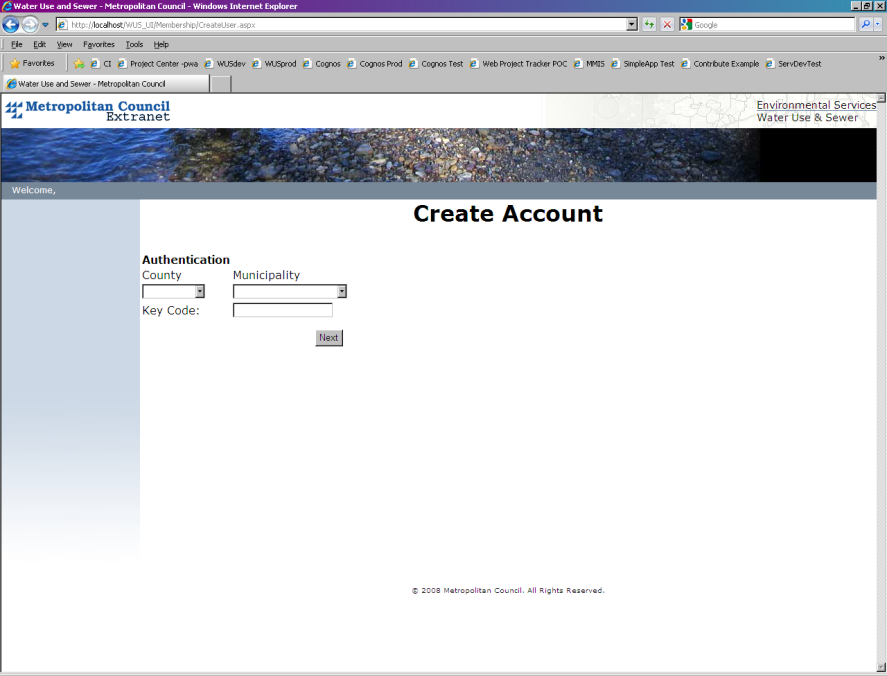 Water Use and Sewer - Metropolitan Council - Windows Internet Explorer
http://localhost/WUS_UI/Membership/CreateUser.aspx
Google
File Edit View Favorites Tools Help
Favorites CI Project Center -pwa WUSdev WUSprod Cognos Cognos Prod Cognos Test Web Project Tracker POC MMIS SimpleApp Test Contribute Example ServDevTest »
Water Use and Sewer - Metropolitan Council
Metropolitan Council
Extranet
Environmental Services
Water Use & Sewer
Welcome,
Create Account
Authentication
County Municipality
Key Code:
Next
© 2008 Metropolitan Council. All Rights Reserved.